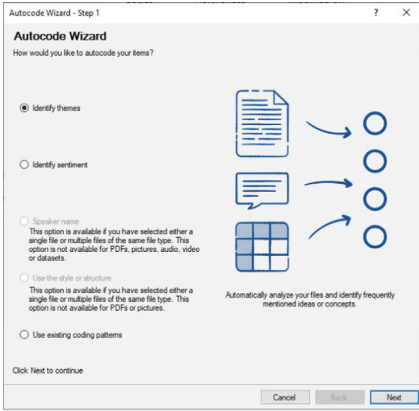 Autocode Wizard - Step 1
?
Autocode Wizard
How would you like to autocode your items?
Identify themes
Identify sentiment
Speaker name
This option is available if you have selected either a
single file or multiple files of the same file type. This
option is not available for PDFs, pictures, audio, video
or datasets.
Use the style or structure
This option is available if you have selected either a
single file or multiple files of the same file type. This
option is not available for PDFs or pictures.
Automatically analyze your files and identify frequently
mentioned ideas or concepts.
Use existing coding patterns
Click Next to continue
Cancel
Back
Next